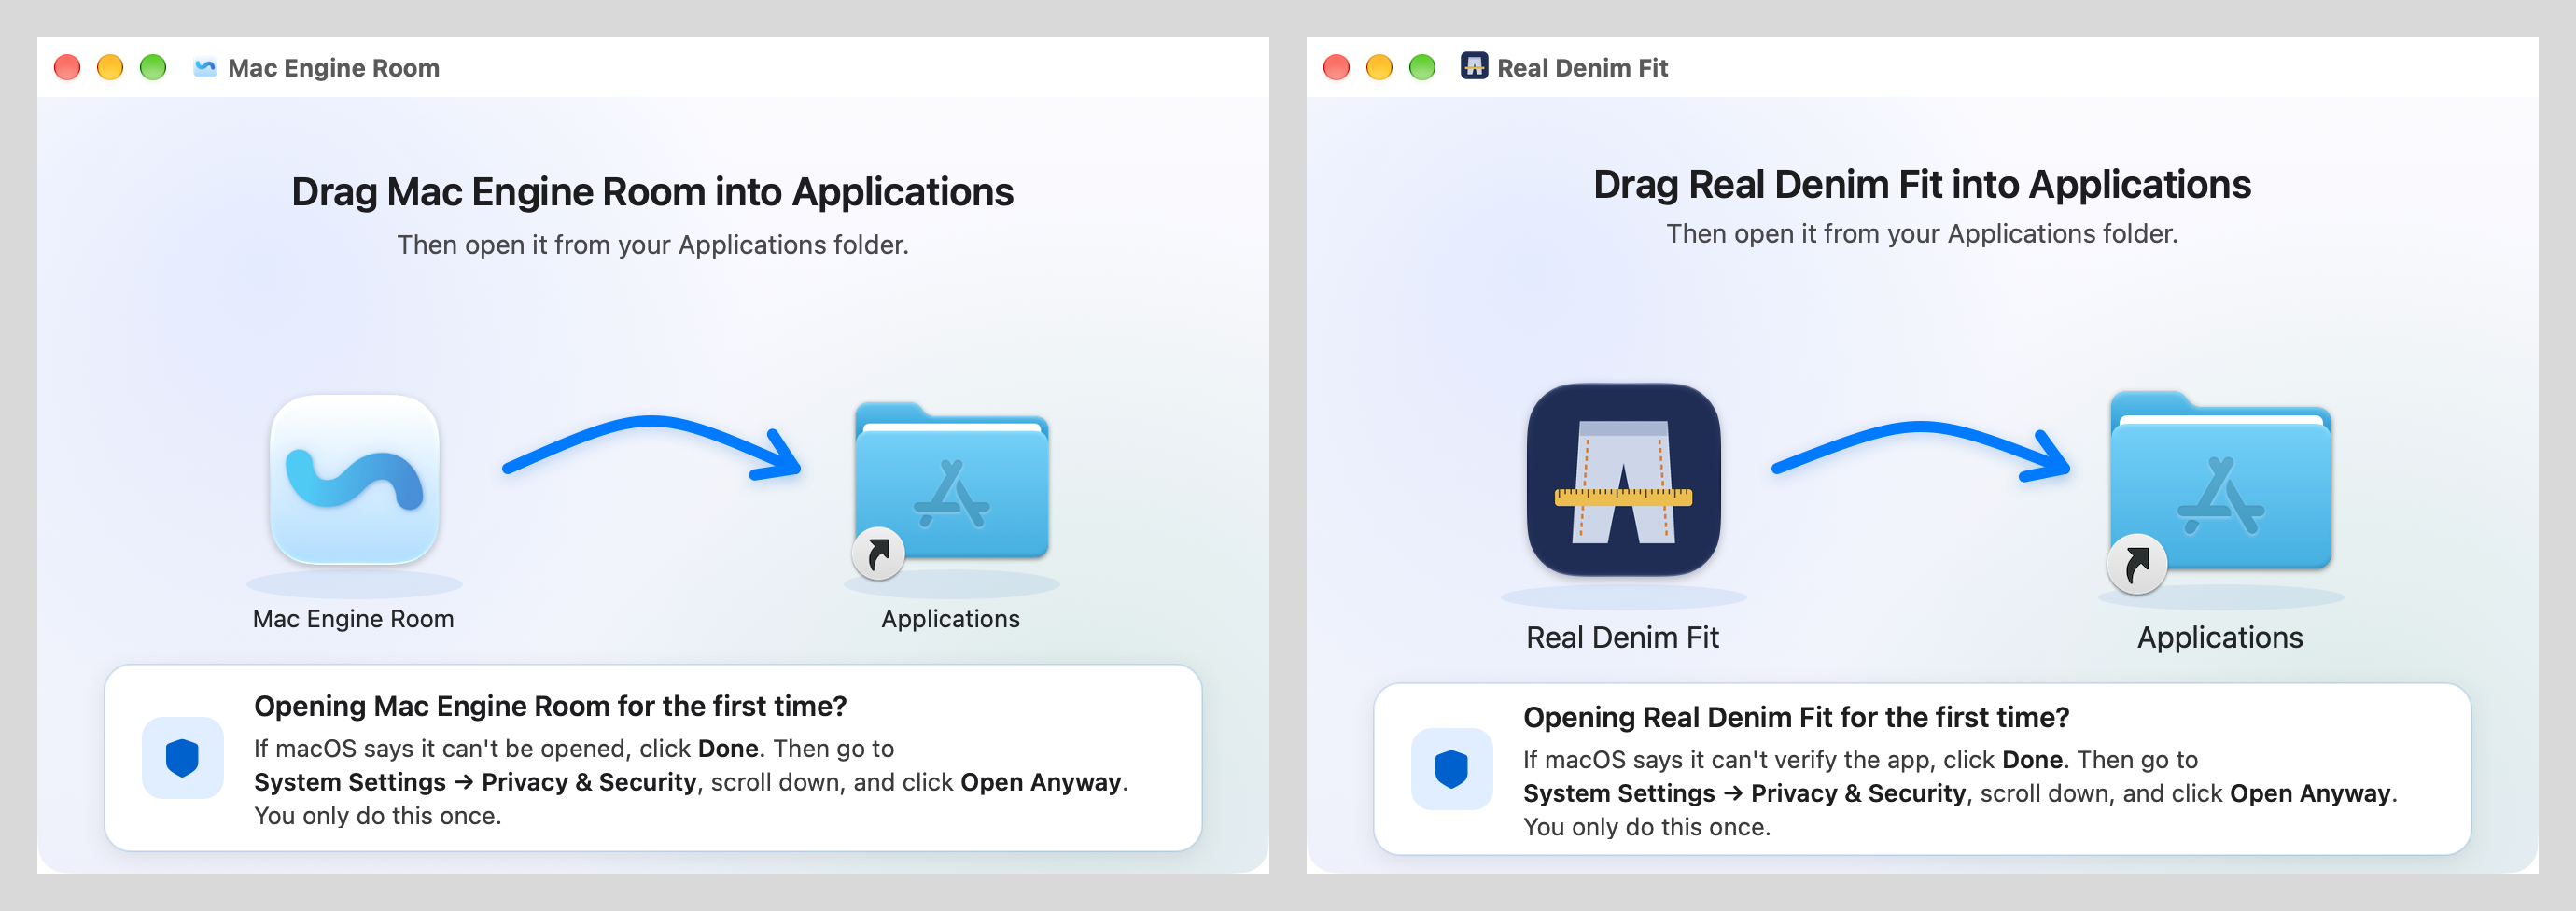 Mac Engine Room
Drag Mac Engine Room into Applications
Then open it from your Applications folder.
Mac Engine Room
Applications
Opening Mac Engine Room for the first time?
If macOS says it can't be opened, click Done. Then go to
System Settings → Privacy & Security, scroll down, and click Open Anyway.
You only do this once.
Real Denim Fit
Drag Real Denim Fit into Applications
Then open it from your Applications folder.
Real Denim Fit
Applications
Opening Real Denim Fit for the first time?
If macOS says it can't verify the app, click Done. Then go to
System Settings → Privacy & Security, scroll down, and click Open Anyway.
You only do this once.